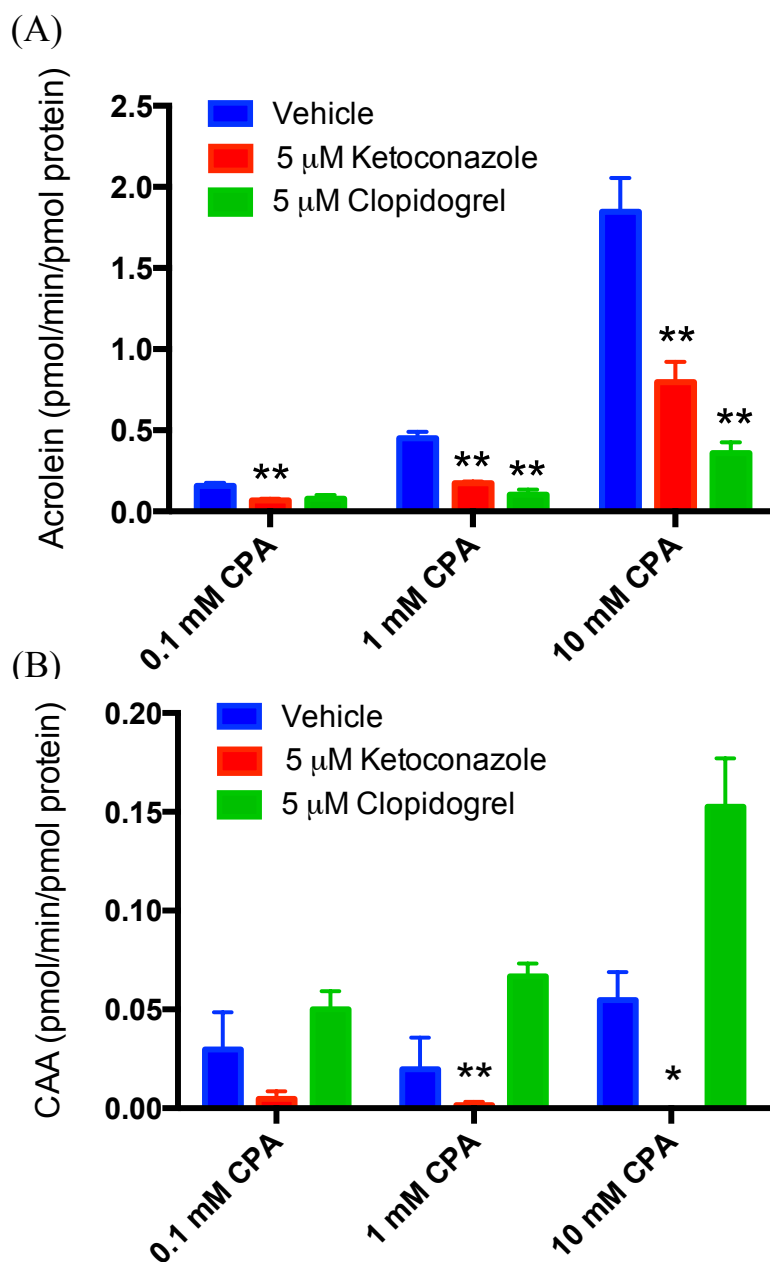 (A)
Acrolein (pmol/min/pmol protein)
2.5
2.0
1.5
1.0
0.5
0.0
Vehicle
5 μM Ketoconazole
5 μM Clopidogrel
**
**
**
**
**
0.1 mM CPA
1 mM CPA
10 mM CPA
(B)
CAA (pmol/min/pmol protein)
0.20
0.15
0.10
0.05
0.00
Vehicle
5 μM Ketoconazole
5 μM Clopidogrel
**
*
0.1 mM CPA
1 mM CPA
10 mM CPA